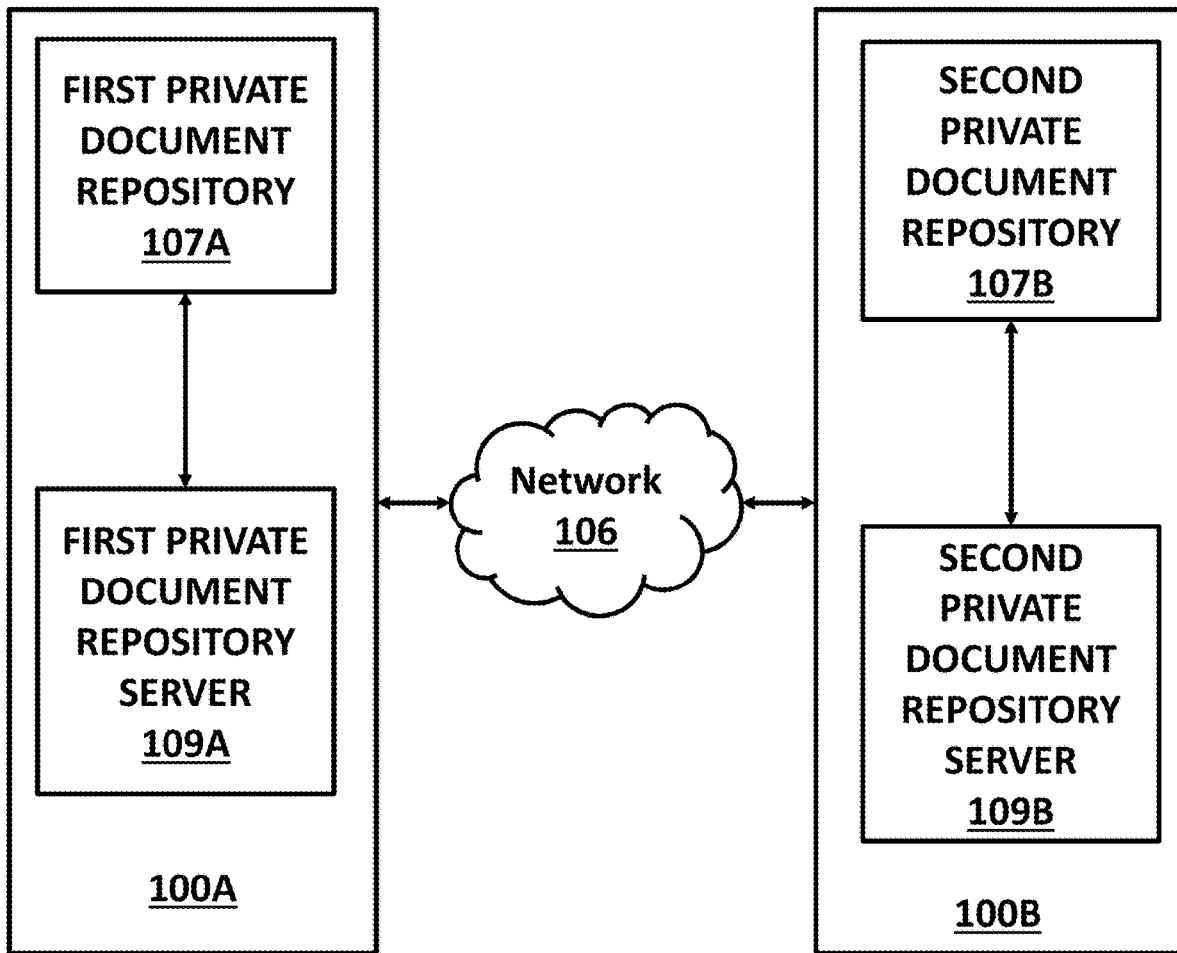 FIRST PRIVATE
DOCUMENT
REPOSITORY
107A
FIRST PRIVATE
DOCUMENT
REPOSITORY
SERVER
109A
100A
Network
106
SECOND
PRIVATE
DOCUMENT
REPOSITORY
107B
SECOND
PRIVATE
DOCUMENT
REPOSITORY
SERVER
109B
100B